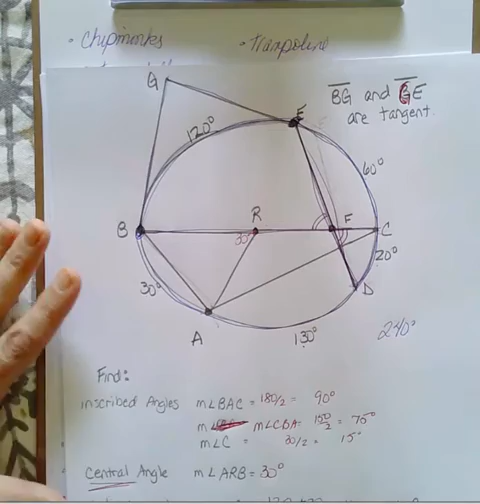 • Chipmonks • Trampoline
G
BG and GE
are tangent.
E
120°
60°
B R F C
30°
20°
D
30°
A
130°
240°
Find:
Inscribed Angles m∠BAC = 180/2 = 90°
m∠CBA = 150/2 = 75°
m∠C = 30/2 = 15°
Central Angle m∠ARB = 30°